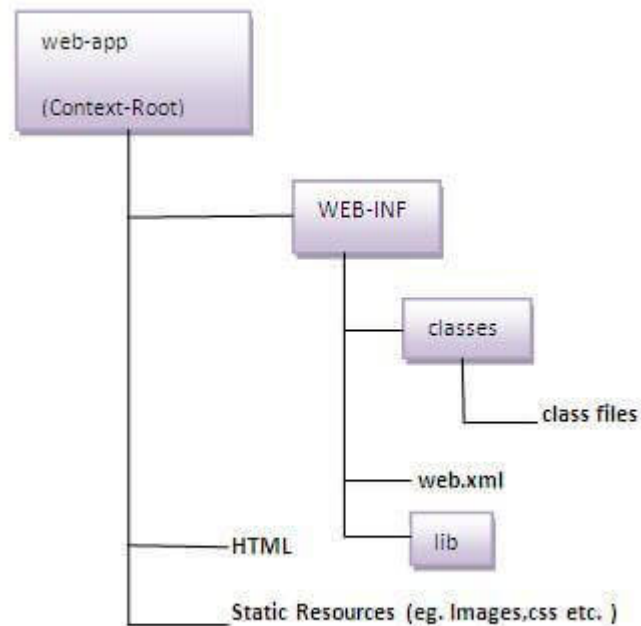 web-app
(Context-Root)
WEB-INF
classes
class files
web.xml
lib
HTML
Static Resources (eg. Images,css etc. )